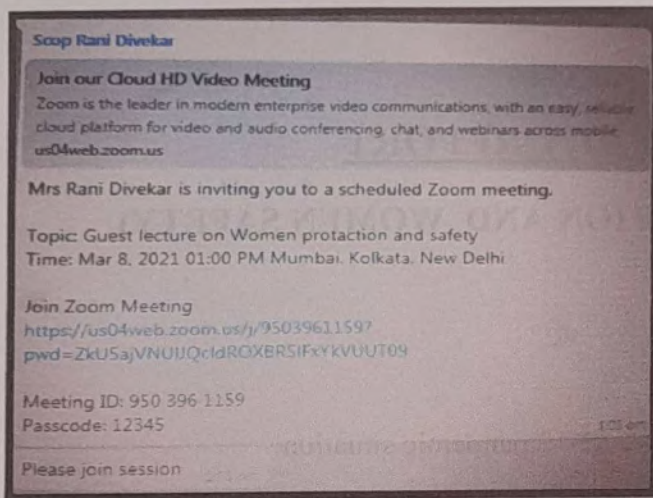 Scop Rani Divekar
Join our Cloud HD Video Meeting
Zoom is the leader in modern enterprise video communications, with an easy, reliable
cloud platform for video and audio conferencing, chat, and webinars across mobile,
us04web.zoom.us
Mrs Rani Divekar is inviting you to a scheduled Zoom meeting.
Topic: Guest lecture on Women protaction and safety
Time: Mar 8, 2021 01:00 PM Mumbai, Kolkata, New Delhi
Join Zoom Meeting
https://us04web.zoom.us/j/9503961159?
Meeting ID: 950 396 1159
Passcode: 12345
Please join session